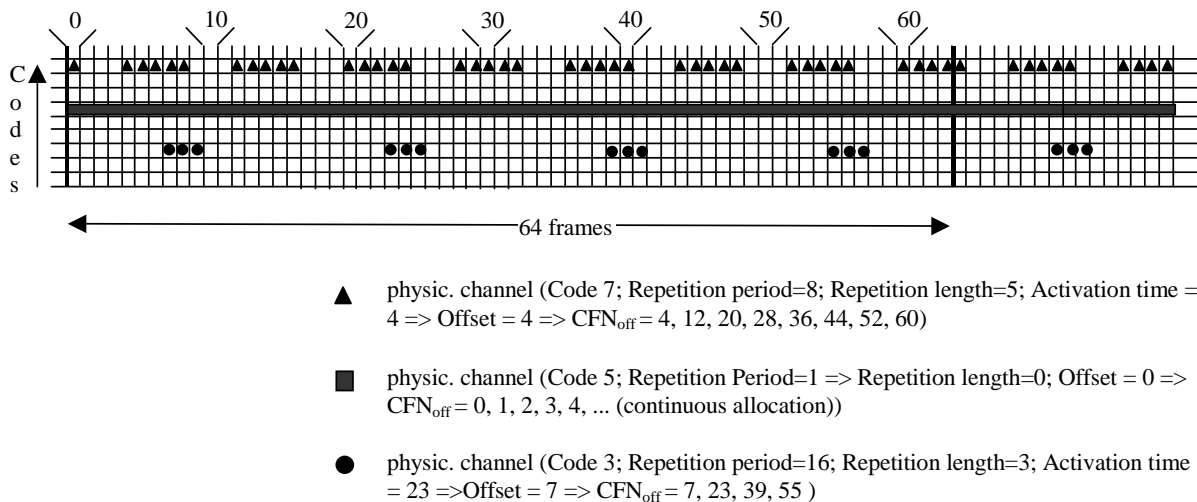 0 10 20 30 40 50 60
C
o
d
e
s
64 frames
physic. channel (Code 7; Repetition period=8; Repetition length=5; Activation time =
4 => Offset = 4 => CFNoff = 4, 12, 20, 28, 36, 44, 52, 60)
physic. channel (Code 5; Repetition Period=1 => Repetition length=0; Offset = 0 =>
CFNoff = 0, 1, 2, 3, 4, ... (continuous allocation))
physic. channel (Code 3; Repetition period=16; Repetition length=3; Activation time
= 23 =>Offset = 7 => CFNoff = 7, 23, 39, 55 )